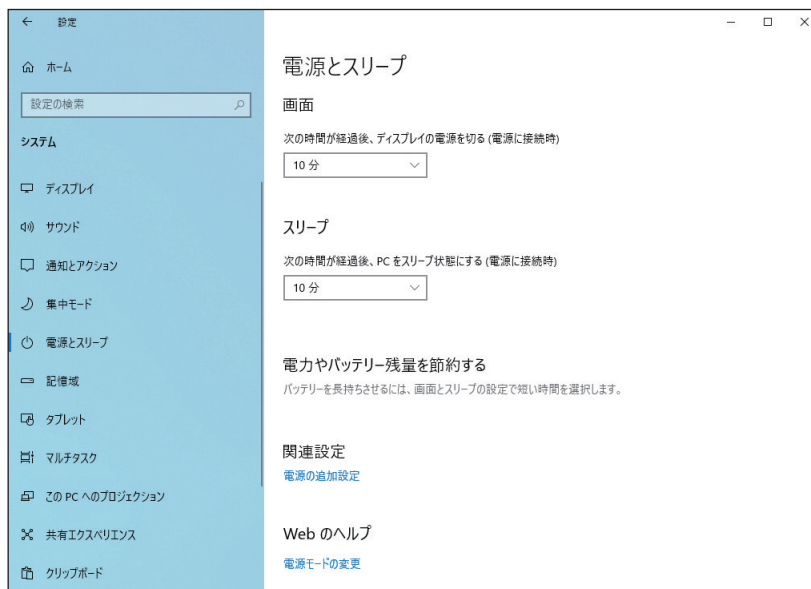 設定
ホーム
設定の検索
システム
ディスプレイ
サウンド
通知とアクション
集中モード
電源とスリープ
記憶域
タブレット
マルチタスク
この PC へのプロジェクション
共有エクスペリエンス
クリップボード
電源とスリープ
画面
次の時間が経過後、ディスプレイの電源を切る (電源に接続時)
10 分
スリープ
次の時間が経過後、PC をスリープ状態にする (電源に接続時)
10 分
電力やバッテリー残量を節約する
バッテリーを長持ちさせるには、画面とスリープの設定で短い時間を選択します。
関連設定
電源の追加設定
Web のヘルプ
電源モードの変更